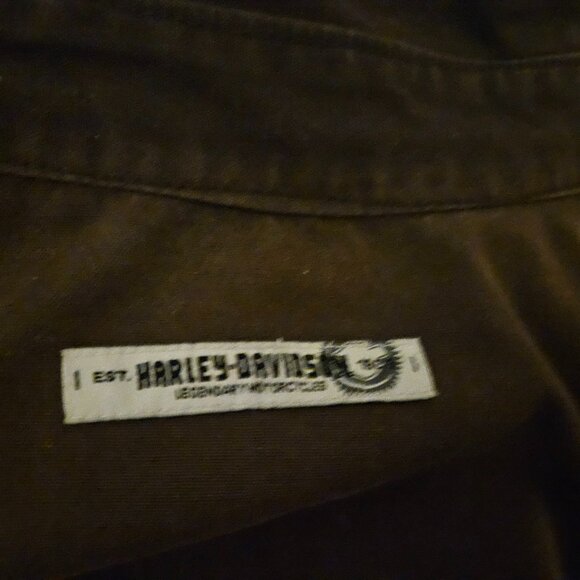 EST. HARLEY-DAVIDSON
LEGENDARY MOTORCYCLES